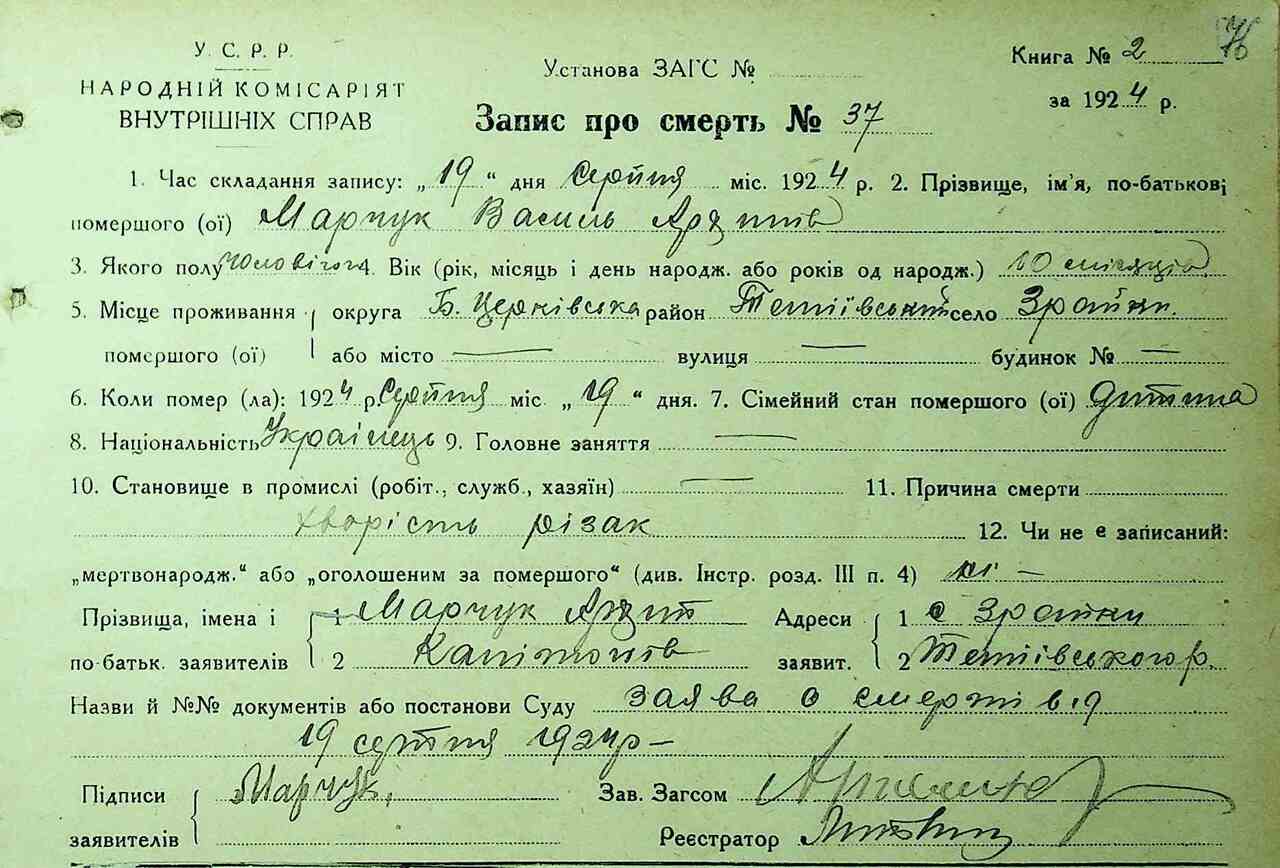 У. С. Р. Р.
НАРОДНІЙ КОМІСАРІЯТ
ВНУТРІШНІХ СПРАВ
Установа ЗАГС №
Книга № 2 76
за 1924 р.
Запис про смерть № 37
1. Час складання запису: „19“ дня Серпня міс. 1924 р. 2. Прізвище, ім'я, по-батькові
помершого (ої) Марчук Василь
3. Якого полу чоловічого 4. Вік (рік, місяць і день народж. або років од народж.) 10 місяців
5. Місце проживання округа Б. Церківська район Тетіївський село
помершого (ої) або місто — вулиця — будинок № —
6. Коли помер (ла): 1924 р. Серпня міс „19“ дня. 7. Сімейний стан помершого (ої) дитина
8. Національність Українець 9. Головне заняття —
10. Становище в промислі (робіт., служб., хазяїн) — 11. Причина смерти
хворість різак 12. Чи не є записаний:
„мертвонародж.“ або „оголошеним за помершого“ (див. Інстр. розд. III п. 4) ні —
Прізвища, імена і 1 Марчук Адреси 1 с
по-батьк. заявителів 2 Капітонів заявит. 2 Тетіївського р.
Назви й №№ документів або постанови Суду заява о смерті від
19 серпня 1924 р —
Підписи Марчук, Зав. Загсом
заявителів Реєстратор